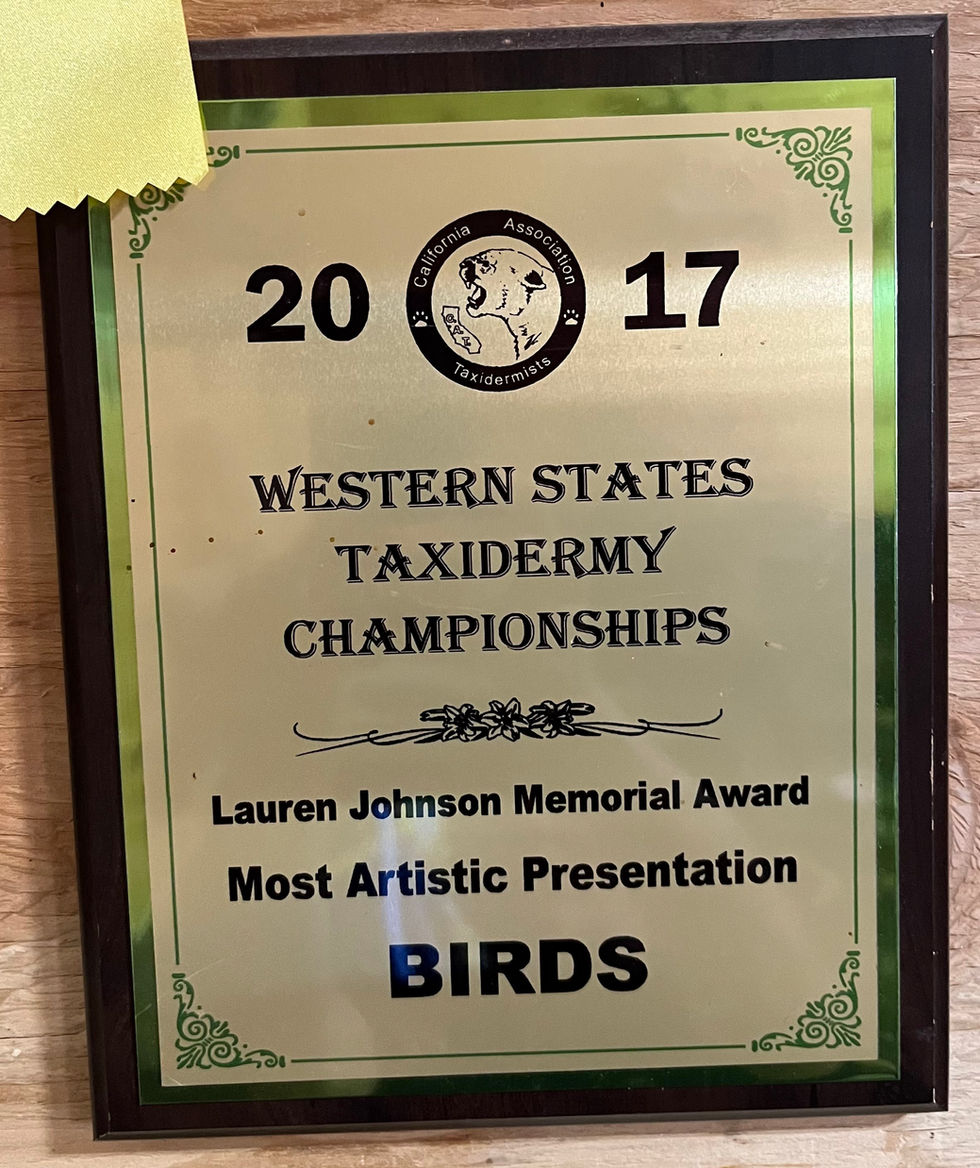 20 17
California Association
C.A.T.
Taxidermists
WESTERN STATES
TAXIDERMY
CHAMPIONSHIPS
Lauren Johnson Memorial Award
Most Artistic Presentation
BIRDS